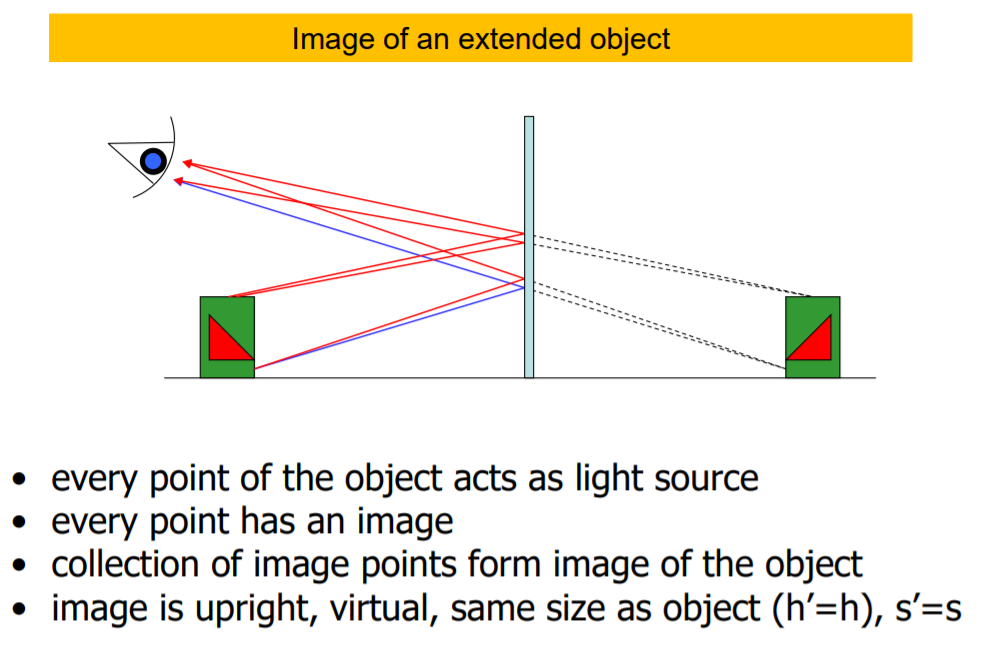 Image of an extended object
• every point of the object acts as light source
• every point has an image
• collection of image points form image of the object
• image is upright, virtual, same size as object (h’=h), s’=s